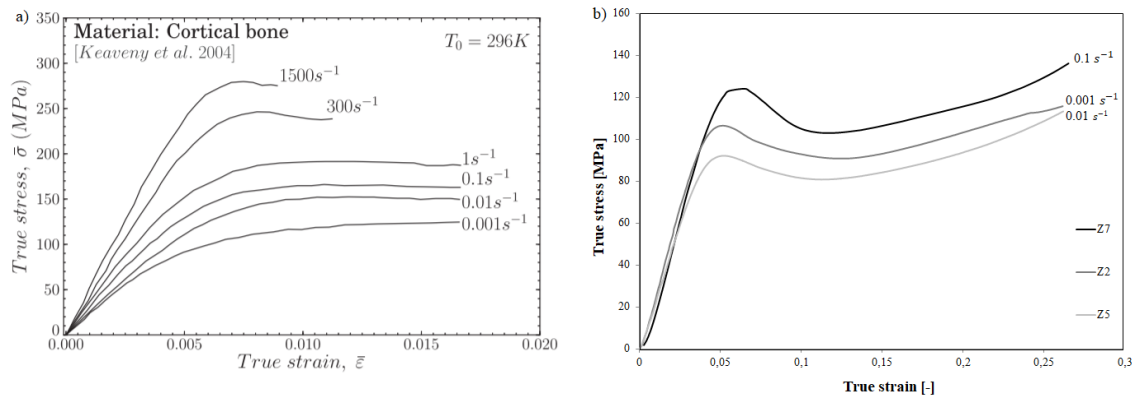 a)
Material: Cortical bone
[Keaveny et al. 2004]
T₀ = 296K
350
300
250
200
150
100
50
0
True stress, σ̄ (MPa)
1500s⁻¹
300s⁻¹
1s⁻¹
0.1s⁻¹
0.01s⁻¹
0.001s⁻¹
0.000
0.005
0.010
0.015
0.020
True strain, ε̄
b)
160
140
120
100
80
60
40
20
0
True stress [MPa]
0.1 s⁻¹
0.001 s⁻¹
0.01 s⁻¹
Z7
Z2
Z5
0
0,05
0,1
0,15
0,2
0,25
0,3
True strain [-]